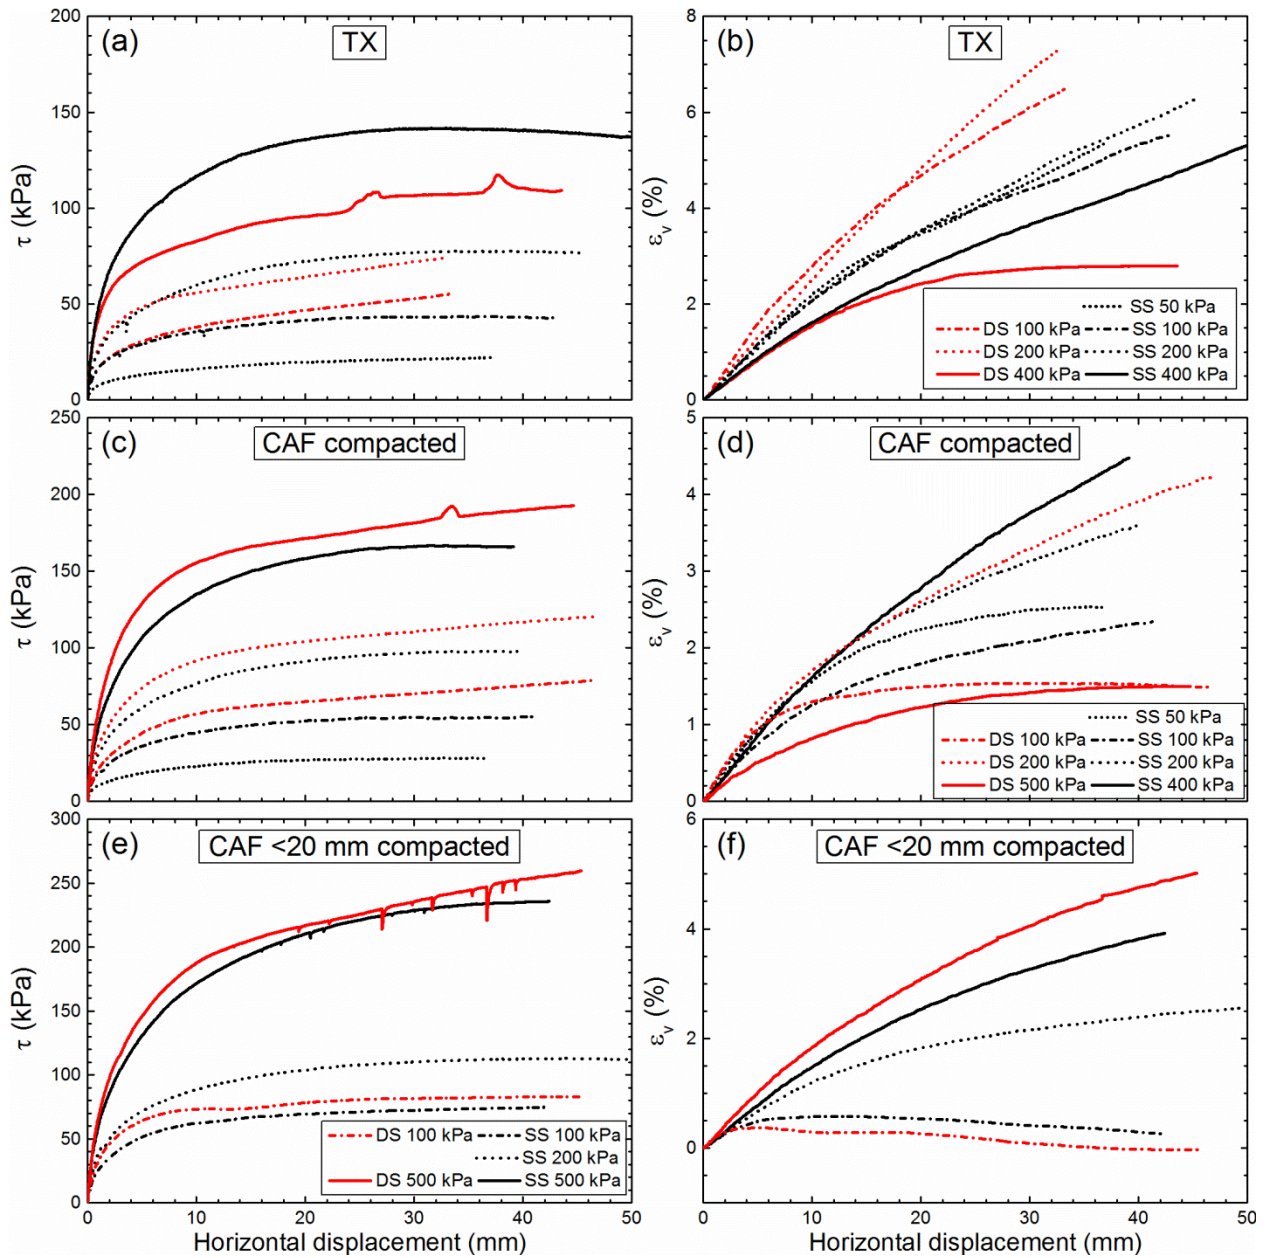 (a) TX
200
150
100
50
0
τ (kPa)
(b) TX
8
6
4
2
0
εv (%)
SS 50 kPa
DS 100 kPa SS 100 kPa
DS 200 kPa SS 200 kPa
DS 400 kPa SS 400 kPa
(c) CAF compacted
250
200
150
100
50
0
τ (kPa)
(d) CAF compacted
5
4
3
2
1
0
εv (%)
SS 50 kPa
DS 100 kPa SS 100 kPa
DS 200 kPa SS 200 kPa
DS 500 kPa SS 400 kPa
(e) CAF <20 mm compacted
300
250
200
150
100
50
0
τ (kPa)
DS 100 kPa SS 100 kPa
SS 200 kPa
DS 500 kPa SS 500 kPa
0 10 20 30 40 50
Horizontal displacement (mm)
(f) CAF <20 mm compacted
6
4
2
0
εv (%)
0 10 20 30 40 50
Horizontal displacement (mm)